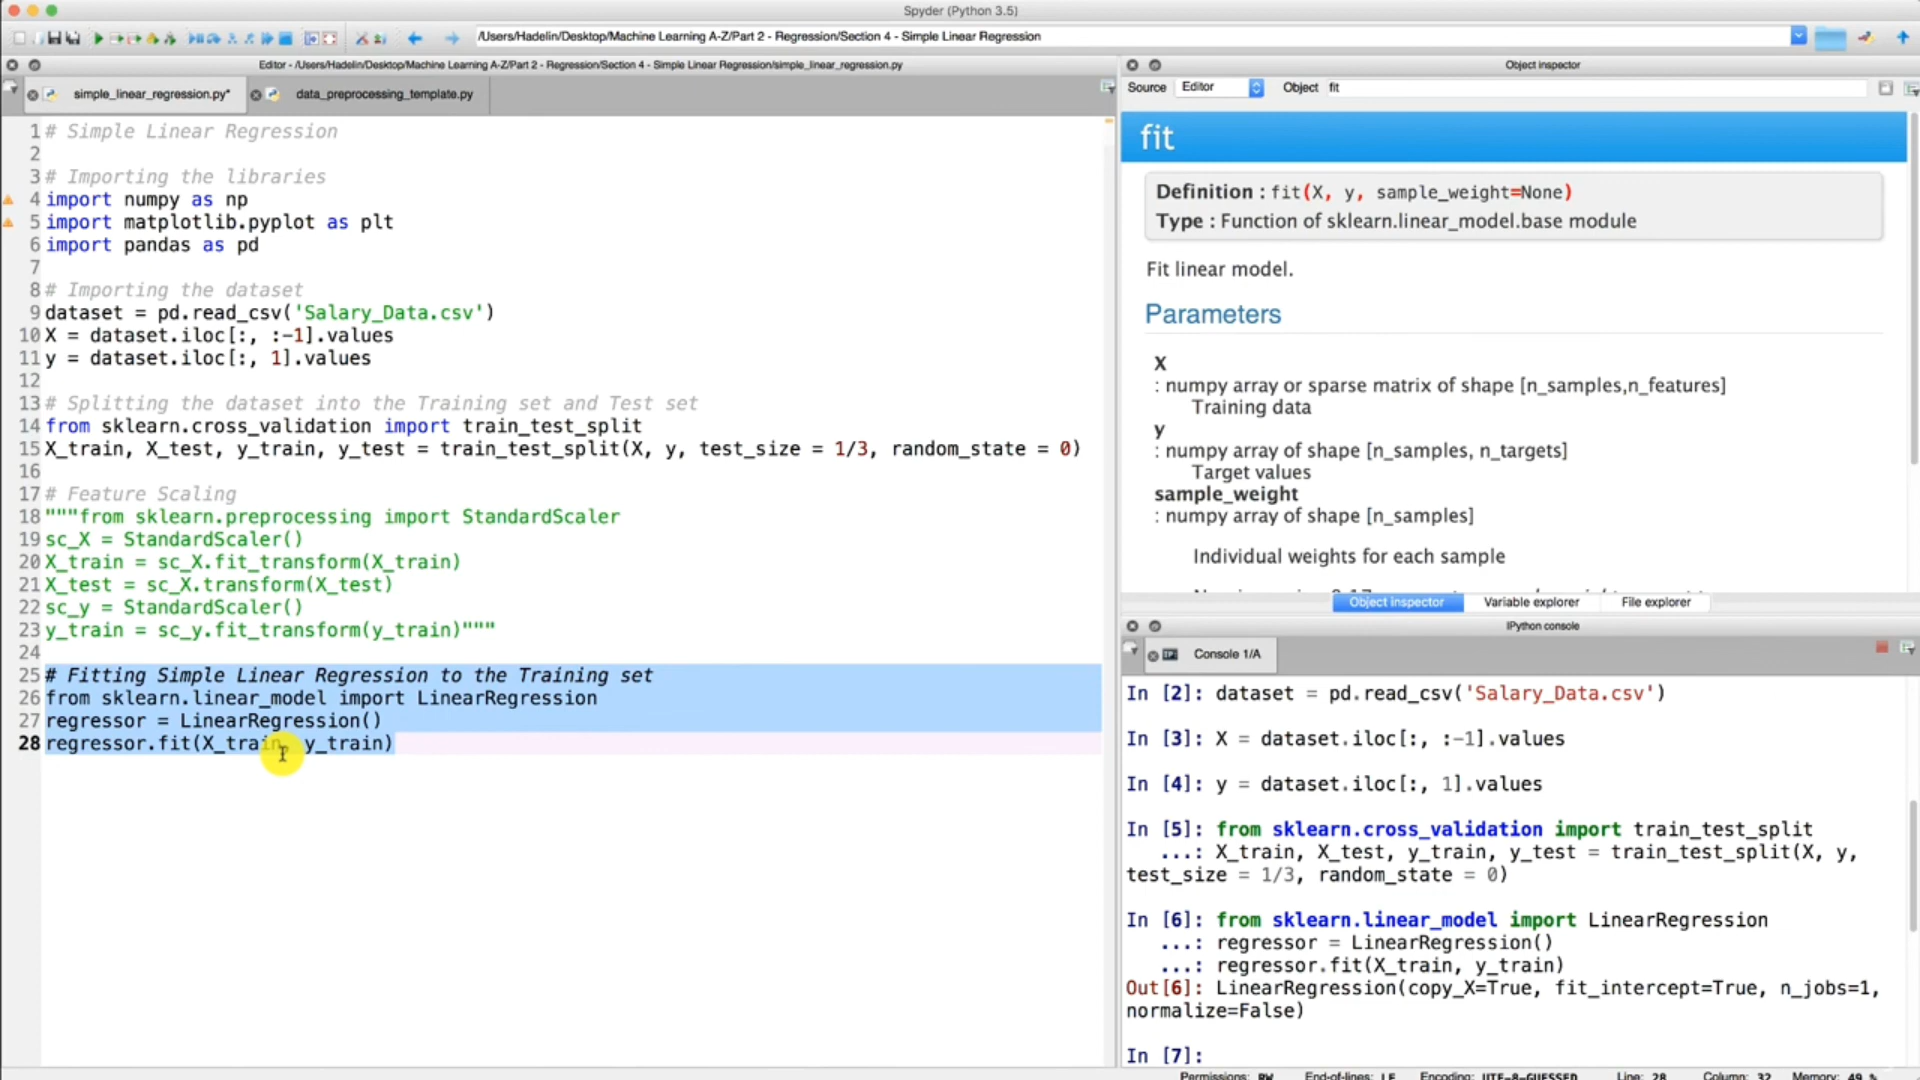 Spyder (Python 3.5)
/Users/Hadelin/Desktop/Machine Learning A-Z/Part 2 - Regression/Section 4 - Simple Linear Regression
Editor - /Users/Hadelin/Desktop/Machine Learning A-Z/Part 2 - Regression/Section 4 - Simple Linear Regression/simple_linear_regression.py
simple_linear_regression.py* data_preprocessing_template.py
1 # Simple Linear Regression
2
3 # Importing the libraries
4 import numpy as np
5 import matplotlib.pyplot as plt
6 import pandas as pd
7
8 # Importing the dataset
9 dataset = pd.read_csv('Salary_Data.csv')
10 X = dataset.iloc[:, :-1].values
11 y = dataset.iloc[:, 1].values
12
13 # Splitting the dataset into the Training set and Test set
14 from sklearn.cross_validation import train_test_split
15 X_train, X_test, y_train, y_test = train_test_split(X, y, test_size = 1/3, random_state = 0)
16
17 # Feature Scaling
18 """from sklearn.preprocessing import StandardScaler
19 sc_X = StandardScaler()
20 X_train = sc_X.fit_transform(X_train)
21 X_test = sc_X.transform(X_test)
22 sc_y = StandardScaler()
23 y_train = sc_y.fit_transform(y_train)"""
24
25 # Fitting Simple Linear Regression to the Training set
26 from sklearn.linear_model import LinearRegression
27 regressor = LinearRegression()
28 regressor.fit(X_train, y_train)
Object inspector
Source Editor Object fit
fit
Definition : fit(X, y, sample_weight=None)
Type : Function of sklearn.linear_model.base module
Fit linear model.
Parameters
X
: numpy array or sparse matrix of shape [n_samples,n_features]
Training data
y
: numpy array of shape [n_samples, n_targets]
Target values
sample_weight
: numpy array of shape [n_samples]
Individual weights for each sample
Object inspector Variable explorer File explorer
IPython console
Console 1/A
In [2]: dataset = pd.read_csv('Salary_Data.csv')
In [3]: X = dataset.iloc[:, :-1].values
In [4]: y = dataset.iloc[:, 1].values
In [5]: from sklearn.cross_validation import train_test_split
...: X_train, X_test, y_train, y_test = train_test_split(X, y,
test_size = 1/3, random_state = 0)
In [6]: from sklearn.linear_model import LinearRegression
...: regressor = LinearRegression()
...: regressor.fit(X_train, y_train)
Out[6]: LinearRegression(copy_X=True, fit_intercept=True, n_jobs=1,
normalize=False)
In [7]:
Permissions: RW End-of-lines: LF Encoding: UTF-8-GUESSED Line: 28 Column: 32 Memory: 49 %